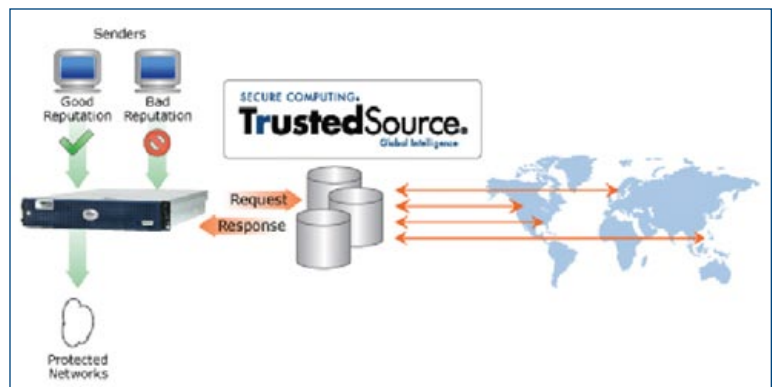 Senders
Good
Reputation
Bad
Reputation
SECURE COMPUTING®
TrustedSource®
Global Intelligence
Request
Response
Protected
Networks